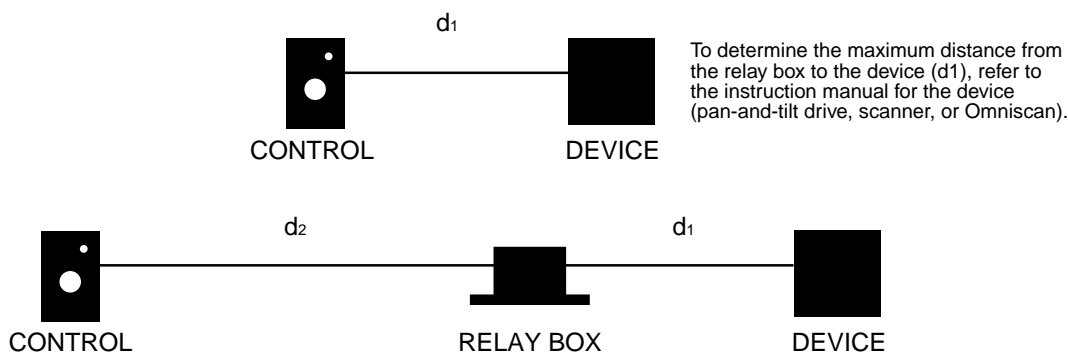 d1
To determine the maximum distance from
the relay box to the device (d1), refer to
the instruction manual for the device
(pan-and-tilt drive, scanner, or Omniscan).
CONTROL
DEVICE
d2
d1
CONTROL
RELAY BOX
DEVICE